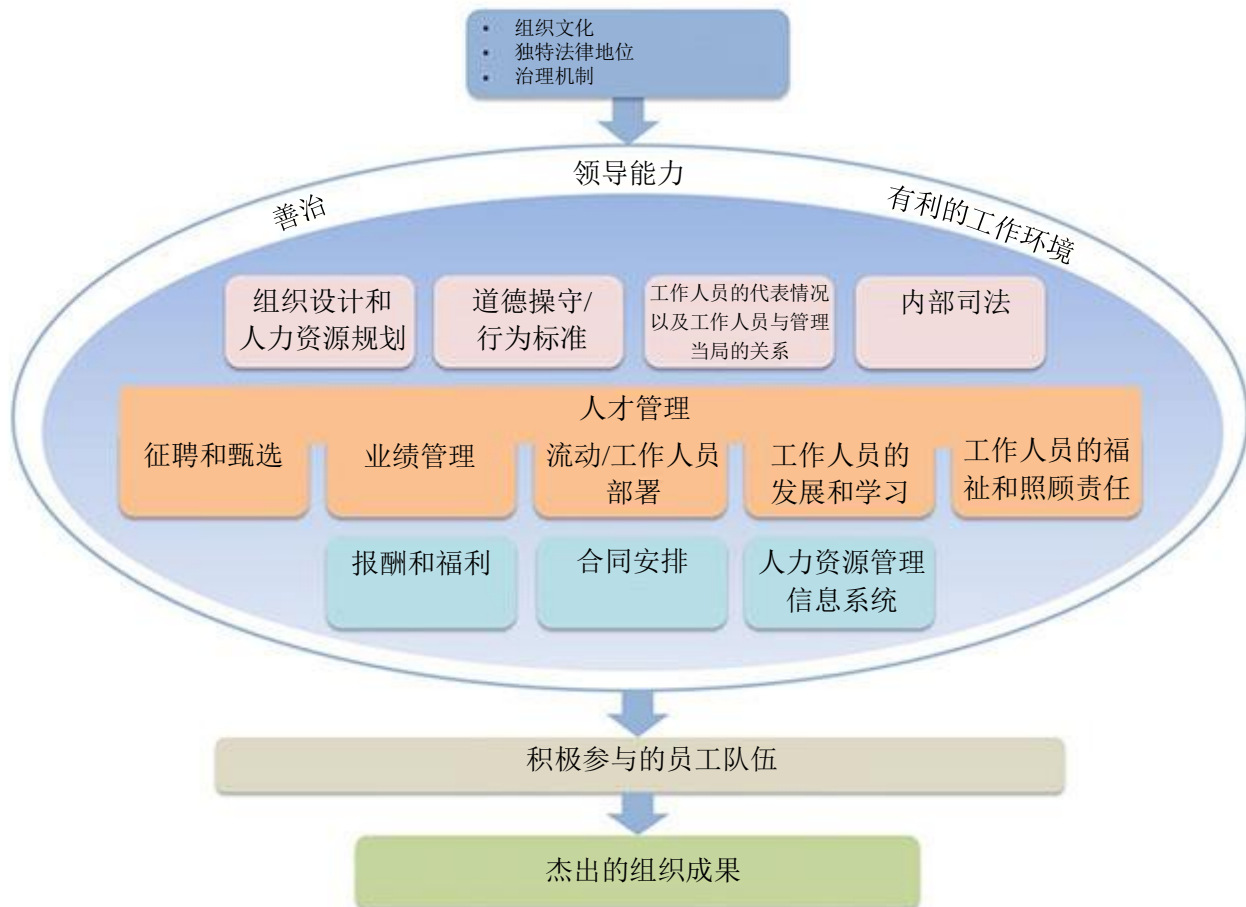 • 组织文化
• 独特法律地位
• 治理机制
领导能力
善治
有利的工作环境
组织设计和
人力资源规划
道德操守/
行为标准
工作人员的代表情况
以及工作人员与管理
当局的关系
内部司法
人才管理
征聘和甄选
业绩管理
流动/工作人员
部署
工作人员的
发展和学习
工作人员的福
祉和照顾责任
报酬和福利
合同安排
人力资源管理
信息系统
积极参与的员工队伍
杰出的组织成果